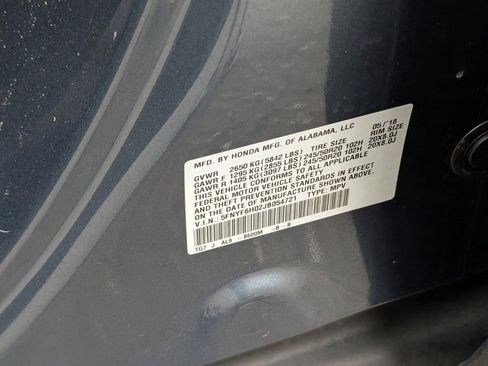 MFD. BY HONDA MFG. OF ALABAMA, LLC 05/'18
GVWR 2650 KG(5842 LBS) TIRE SIZE RIM SIZE
GAWR F 1295 KG(2855 LBS) 245/50R20 102H 20X8.0J
GAWR R 1405 KG(3097 LBS) 245/50R20 102H 20X8.0J
THIS VEHICLE CONFORMS TO ALL APPLICABLE
FEDERAL MOTOR VEHICLE SAFETY STANDARDS IN EFFECT
ON THE DATE OF MANUFACTURE SHOWN ABOVE.
V.I.N.: 5FNYF6H02JB054721 TYPE: MPV
TG7 J AL9 - B600M -B-B